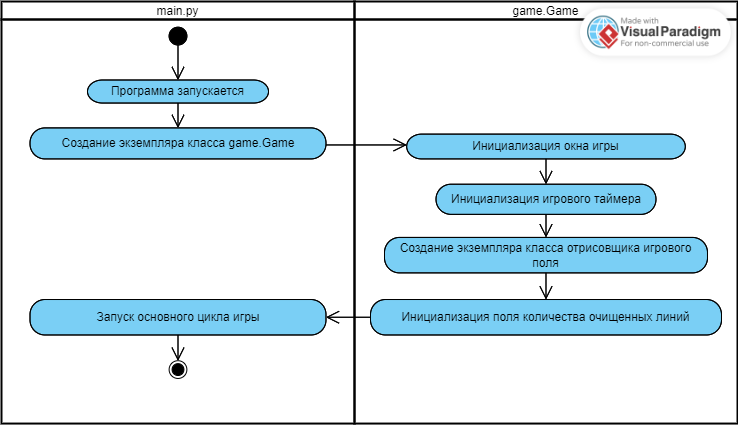 main.py
game.Game
Made with
Visual Paradigm
For non-commercial use
Программа запускается
Создание экземпляра класса game.Game
Инициализация окна игры
Инициализация игрового таймера
Создание экземпляра класса отрисовщика игрового
поля
Запуск основного цикла игры
Инициализация поля количества очищенных линий